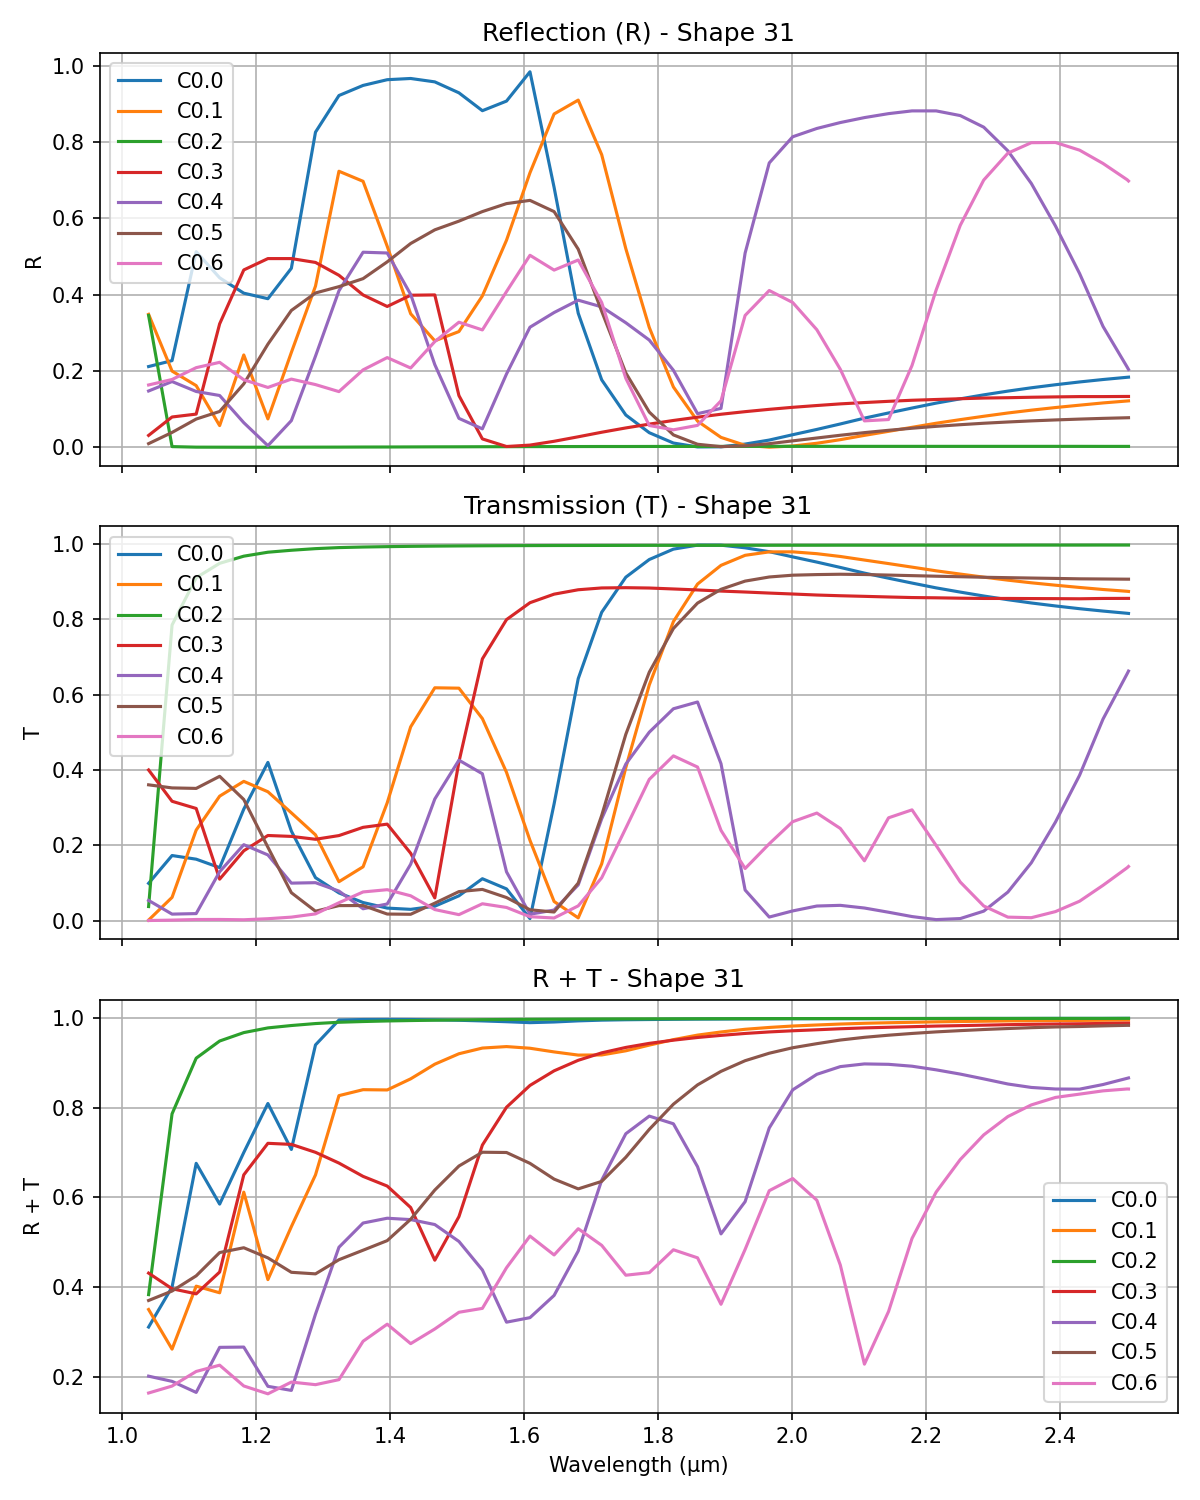 Reflection (R) - Shape 31
1.0
0.8
0.6
0.4
0.2
0.0
R
C0.0
C0.1
C0.2
C0.3
C0.4
C0.5
C0.6
Transmission (T) - Shape 31
1.0
0.8
0.6
0.4
0.2
0.0
T
C0.0
C0.1
C0.2
C0.3
C0.4
C0.5
C0.6
R + T - Shape 31
1.0
0.8
0.6
0.4
0.2
R + T
C0.0
C0.1
C0.2
C0.3
C0.4
C0.5
C0.6
1.0 1.2 1.4 1.6 1.8 2.0 2.2 2.4
Wavelength (μm)